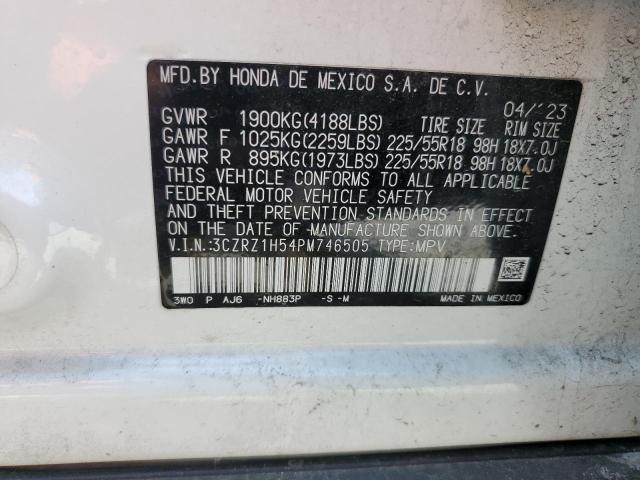 MFD.BY HONDA DE MEXICO S.A. DE C.V.
04/'23
GVWR 1900KG(4188LBS) TIRE SIZE RIM SIZE
GAWR F 1025KG(2259LBS) 225/55R18 98H 18X7.0J
GAWR R 895KG(1973LBS) 225/55R18 98H 18X7.0J
THIS VEHICLE CONFORMS TO ALL APPLICABLE
FEDERAL MOTOR VEHICLE SAFETY
AND THEFT PREVENTION STANDARDS IN EFFECT
ON THE DATE OF MANUFACTURE SHOWN ABOVE.
V.I.N.:3CZRZ1H54PM746505 TYPE:MPV
3W0 P AJ6 -NH883P -S -M MADE IN MEXICO